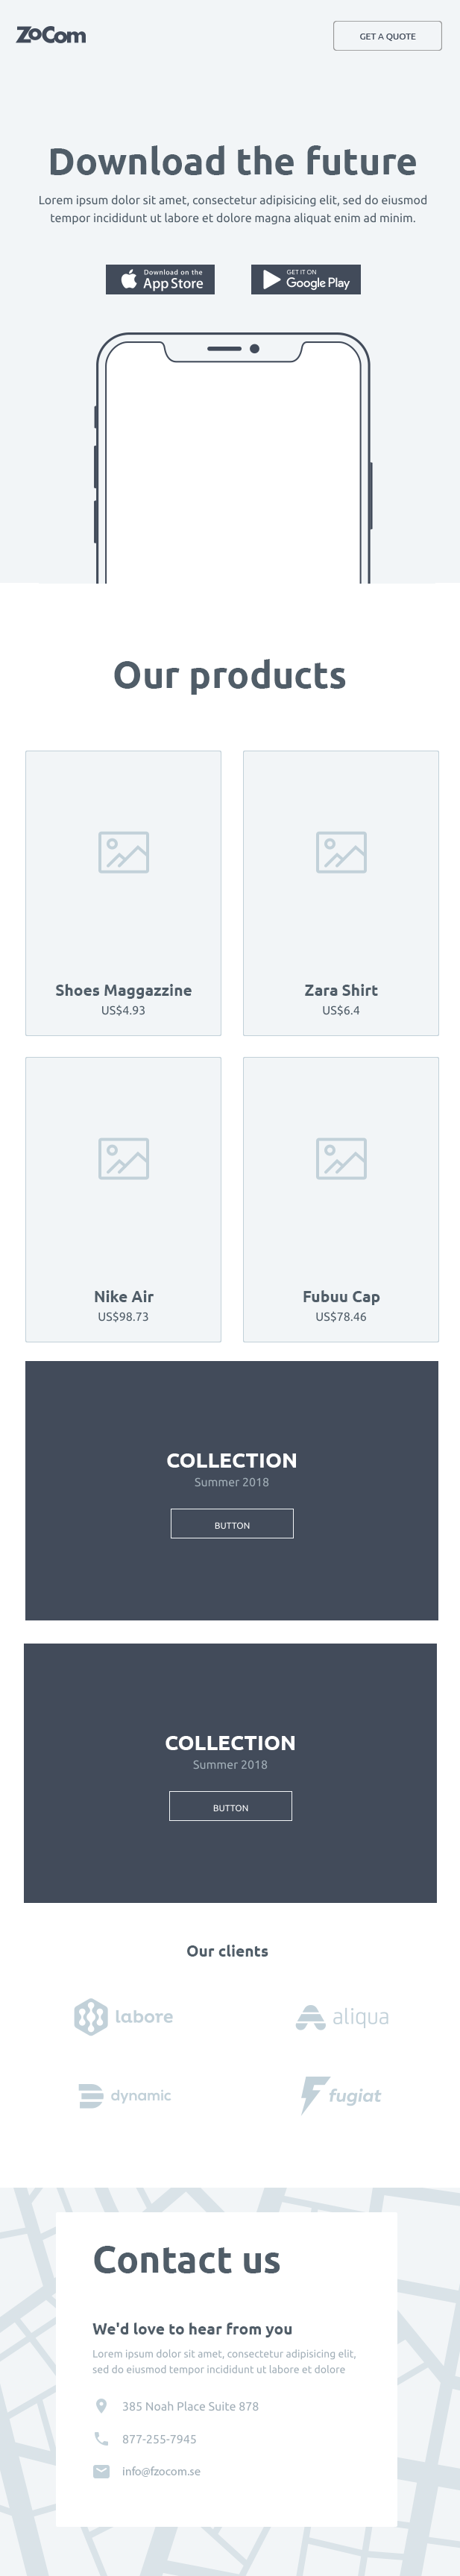 ZoCom
GET A QUOTE
Download the future
Lorem ipsum dolor sit amet, consectetur adipisicing elit, sed do eiusmod
tempor incididunt ut labore et dolore magna aliquat enim ad minim.
Download on the
App Store
GET IT ON
Google Play
Our products
Shoes Maggazzine
US$4.93
Zara Shirt
US$6.4
Nike Air
US$98.73
Fubuu Cap
US$78.46
COLLECTION
Summer 2018
BUTTON
COLLECTION
Summer 2018
BUTTON
Our clients
labore
aliqua
dynamic
fugiat
Contact us
We'd love to hear from you
Lorem ipsum dolor sit amet, consectetur adipisicing elit,
sed do eiusmod tempor incididunt ut labore et dolore
385 Noah Place Suite 878
877-255-7945
info@fzocom.se